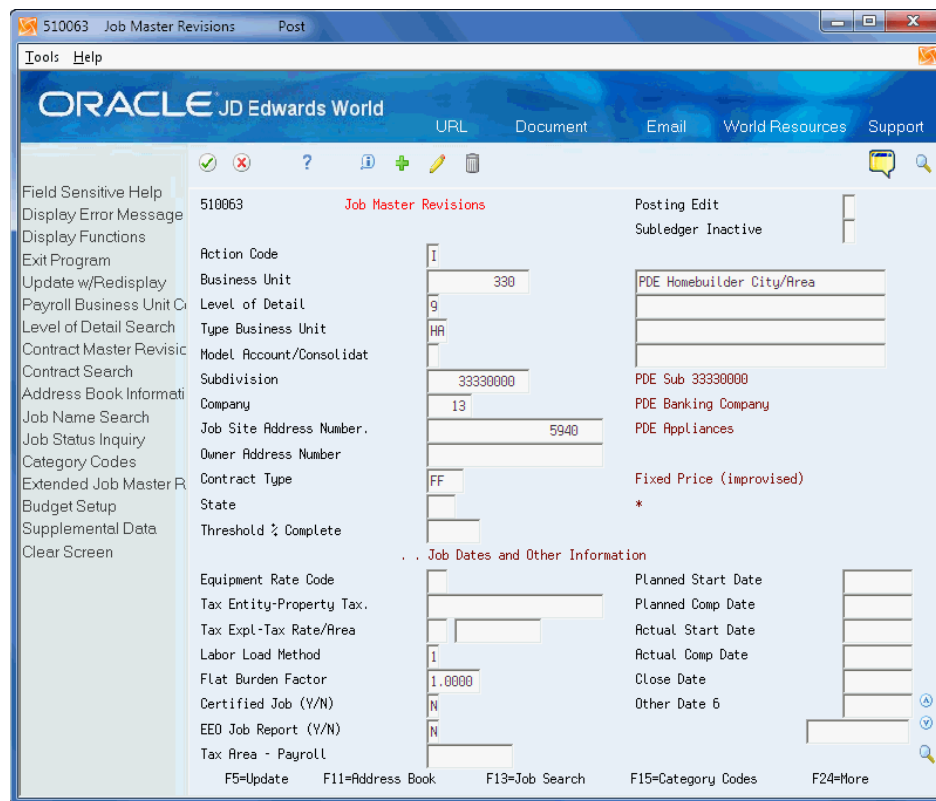 510063 Job Master Revisions Post
Tools Help
ORACLE JD Edwards World
URL Document Email World Resources Support
Field Sensitive Help
Display Error Message
Display Functions
Exit Program
Update w/Redisplay
Payroll Business Unit C
Level of Detail Search
Contract Master Revisic
Contract Search
Address Book Informati
Job Name Search
Job Status Inquiry
Category Codes
Extended Job Master R
Budget Setup
Supplemental Data
Clear Screen
510063 Job Master Revisions Posting Edit
Subledger Inactive
Action Code I
Business Unit 330 PDE Homebuilder City/Area
Level of Detail 9
Type Business Unit HA
Model Account/Consolidat
Subdivision 33330000 PDE Sub 33330000
Company 13 PDE Banking Company
Job Site Address Number. 5940 PDE Appliances
Owner Address Number
Contract Type FF Fixed Price (improvised)
State *
Threshold % Complete
. . Job Dates and Other Information
Equipment Rate Code Planned Start Date
Tax Entity-Property Tax. Planned Comp Date
Tax Expl-Tax Rate/Area Actual Start Date
Labor Load Method 1 Actual Comp Date
Flat Burden Factor 1.0000 Close Date
Certified Job (Y/N) N Other Date 6
EEO Job Report (Y/N) N
Tax Area - Payroll
F5=Update F11=Address Book F13=Job Search F15=Category Codes F24=More